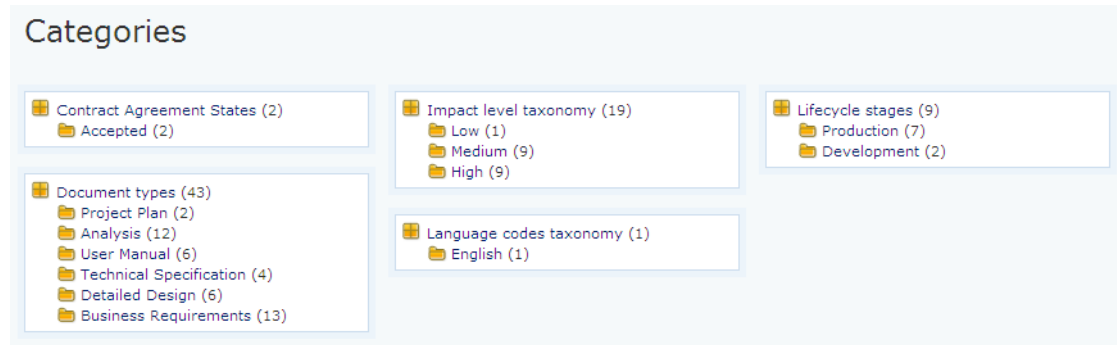 Categories
Contract Agreement States (2)
Accepted (2)
Document types (43)
Project Plan (2)
Analysis (12)
User Manual (6)
Technical Specification (4)
Detailed Design (6)
Business Requirements (13)
Impact level taxonomy (19)
Low (1)
Medium (9)
High (9)
Language codes taxonomy (1)
English (1)
Lifecycle stages (9)
Production (7)
Development (2)